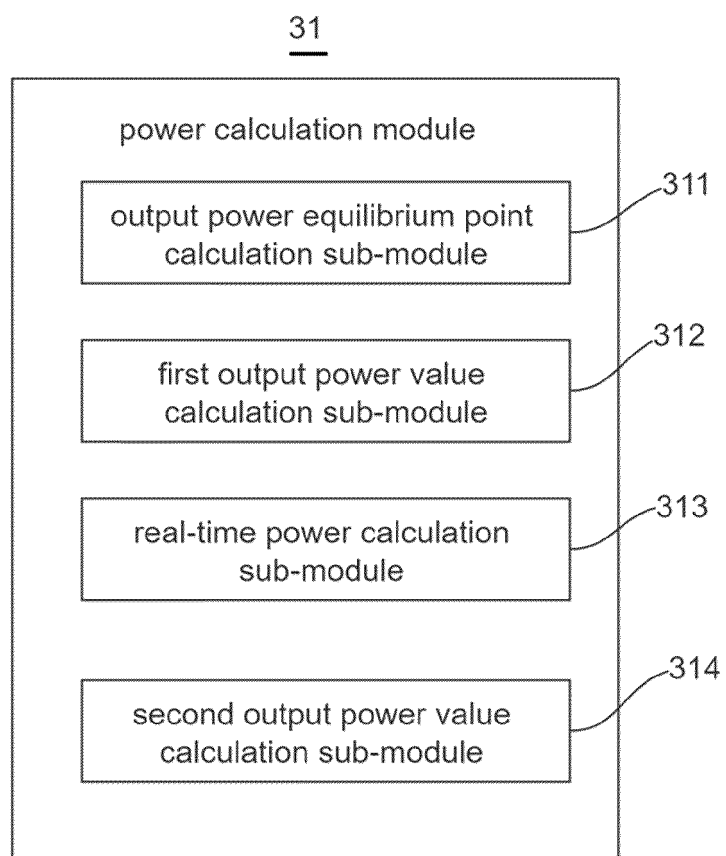 31
power calculation module
output power equilibrium point
calculation sub-module
311
first output power value
calculation sub-module
312
real-time power calculation
sub-module
313
second output power value
calculation sub-module
314